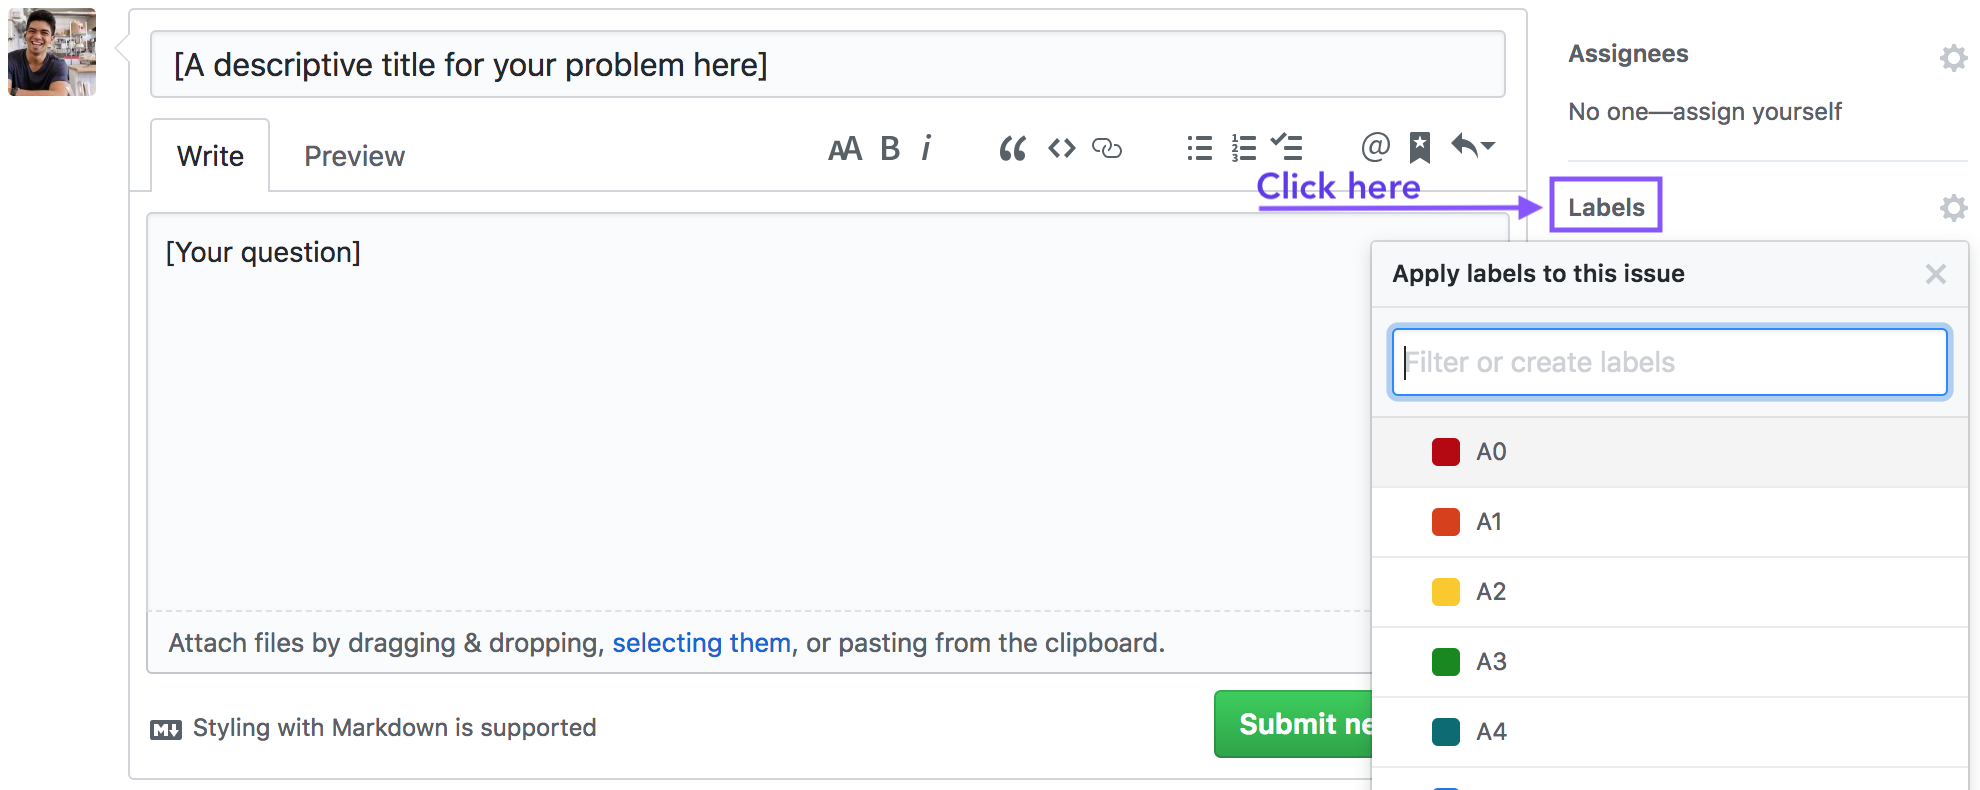 [A descriptive title for your problem here]
Write
Preview
AA B i
@
Click here
[Your question]
Attach files by dragging & dropping, selecting them, or pasting from the clipboard.
M↓ Styling with Markdown is supported
Submit ne
Assignees
No one—assign yourself
Labels
Apply labels to this issue
Filter or create labels
A0
A1
A2
A3
A4